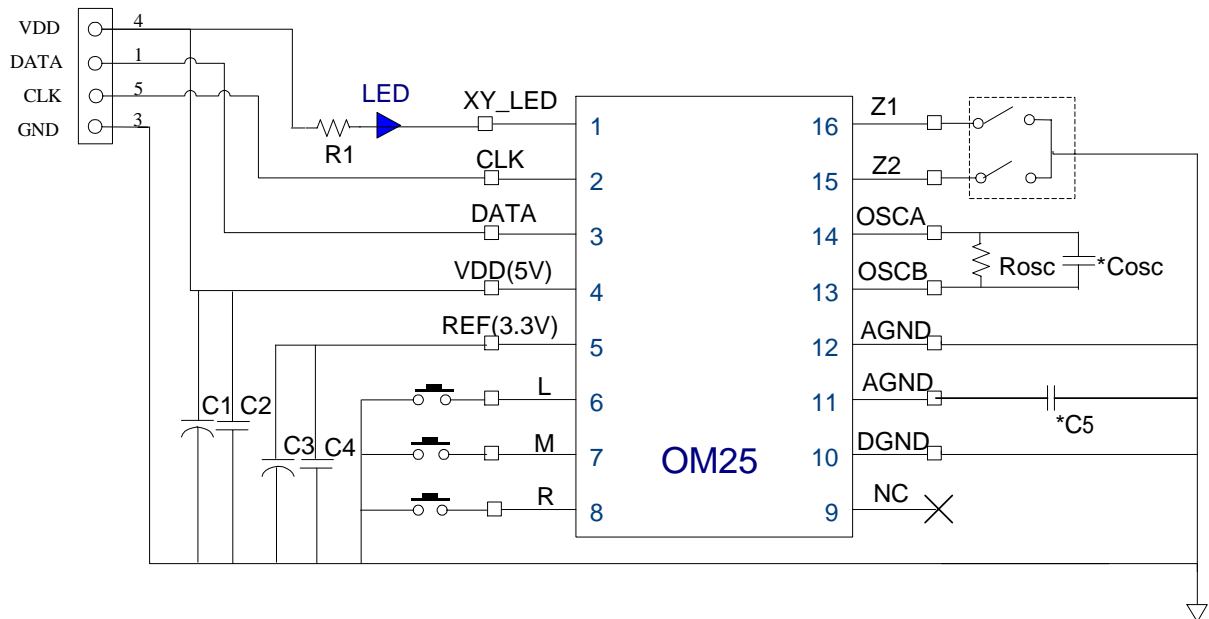 VDD 4
DATA 1
CLK 5
GND 3
LED
R1
XY_LED
CLK
DATA
VDD(5V)
REF(3.3V)
L
M
R
C1
C2
C3
C4
1
2
3
4
5
6
7
8
OM25
16
15
14
13
12
11
10
9
Z1
Z2
OSCA
OSCB
AGND
AGND
DGND
NC
Rosc
*Cosc
*C5